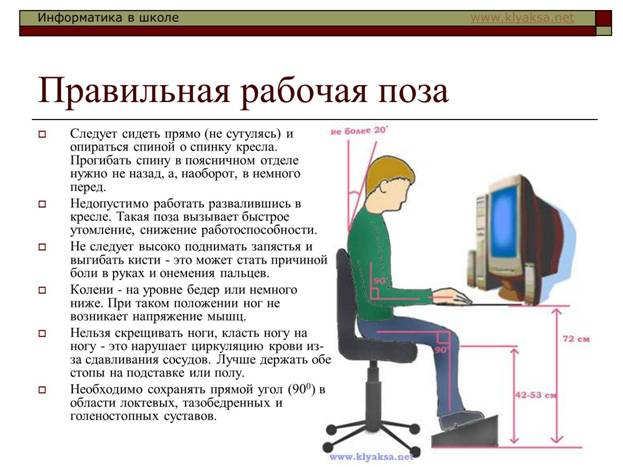 Информатика в школе
www.klyaksa.net
Правильная рабочая поза
Следует сидеть прямо (не сутулясь) и
опираться спиной о спинку кресла.
Прогибать спину в поясничном отделе
нужно не назад, а, наоборот, в немного
перед.
Недопустимо работать развалившись в
кресле. Такая поза вызывает быстрое
утомление, снижение работоспособности.
Не следует высоко поднимать запястья и
выгибать кисти - это может стать причиной
боли в руках и онемения пальцев.
Колени - на уровне бедер или немного
ниже. При таком положении ног не
возникает напряжение мышц.
Нельзя скрещивать ноги, класть ногу на
ногу - это нарушает циркуляцию крови из-
за сдавливания сосудов. Лучше держать обе
стопы на подставке или полу.
Необходимо сохранять прямой угол (90⁰) в
области локтевых, тазобедренных и
голеностопных суставов.
не более 20°
90°
90°
72 см
42-53 см
www.klyaksa.net